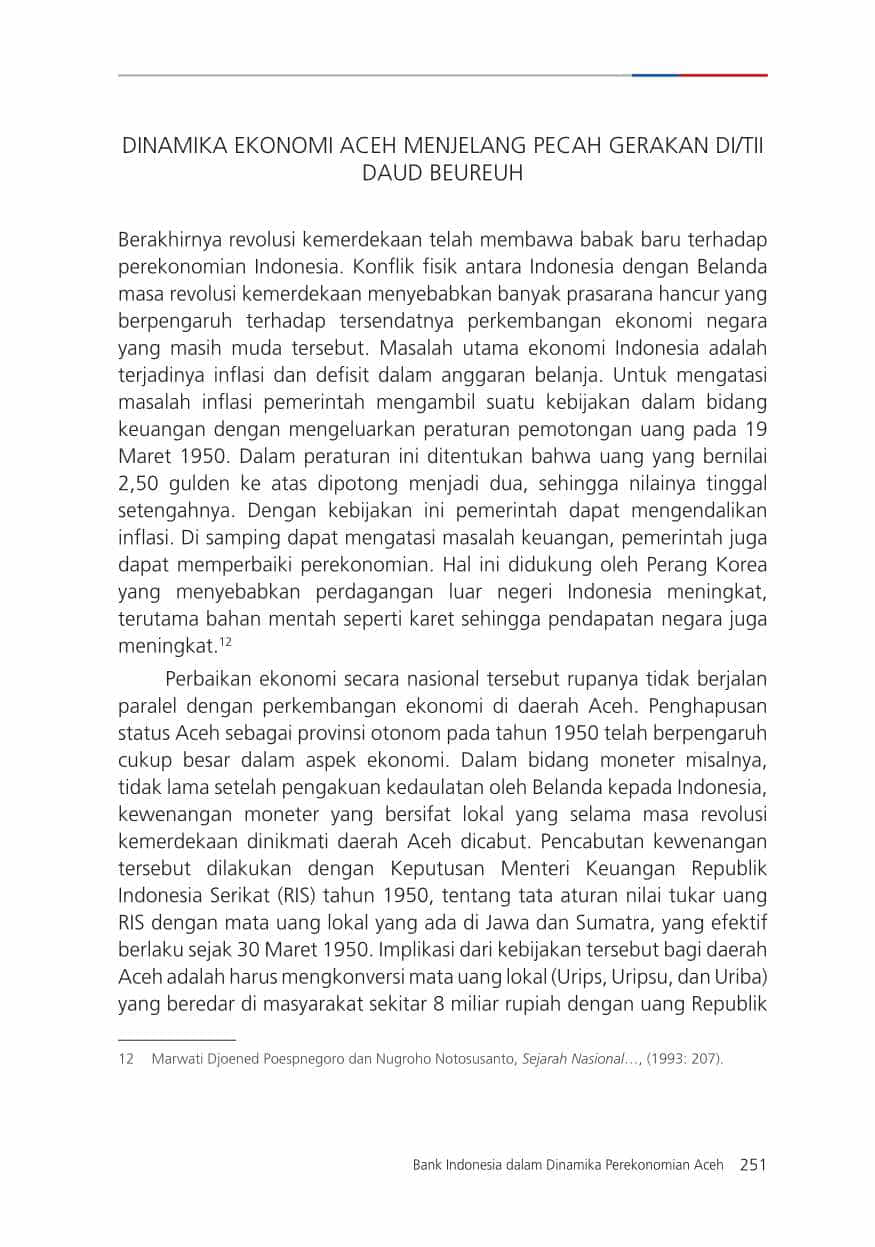 DINAMIKA EKONOMI ACEH MENJELANG PECAH GERAKAN DI/TII
DAUD BEUREUH
Berakhirnya revolusi kemerdekaan telah membawa babak baru terhadap
perekonomian Indonesia. Konflik fisik antara Indonesia dengan Belanda
masa revolusi kemerdekaan menyebabkan banyak prasarana hancur yang
berpengaruh terhadap tersendatnya perkembangan ekonomi negara
yang masih muda tersebut. Masalah utama ekonomi Indonesia adalah
terjadinya inflasi dan defisit dalam anggaran belanja. Untuk mengatasi
masalah inflasi pemerintah mengambil suatu kebijakan dalam bidang
keuangan dengan mengeluarkan peraturan pemotongan uang pada 19
Maret 1950. Dalam peraturan ini ditentukan bahwa uang yang bernilai
2,50 gulden ke atas dipotong menjadi dua, sehingga nilainya tinggal
setengahnya. Dengan kebijakan ini pemerintah dapat mengendalikan
inflasi. Di samping dapat mengatasi masalah keuangan, pemerintah juga
dapat memperbaiki perekonomian. Hal ini didukung oleh Perang Korea
yang menyebabkan perdagangan luar negeri Indonesia meningkat,
terutama bahan mentah seperti karet sehingga pendapatan negara juga
meningkat.12
Perbaikan ekonomi secara nasional tersebut rupanya tidak berjalan
paralel dengan perkembangan ekonomi di daerah Aceh. Penghapusan
status Aceh sebagai provinsi otonom pada tahun 1950 telah berpengaruh
cukup besar dalam aspek ekonomi. Dalam bidang moneter misalnya,
tidak lama setelah pengakuan kedaulatan oleh Belanda kepada Indonesia,
kewenangan moneter yang bersifat lokal yang selama masa revolusi
kemerdekaan dinikmati daerah Aceh dicabut. Pencabutan kewenangan
tersebut dilakukan dengan Keputusan Menteri Keuangan Republik
Indonesia Serikat (RIS) tahun 1950, tentang tata aturan nilai tukar uang
RIS dengan mata uang lokal yang ada di Jawa dan Sumatra, yang efektif
berlaku sejak 30 Maret 1950. Implikasi dari kebijakan tersebut bagi daerah
Aceh adalah harus mengkonversi mata uang lokal (Urips, Uripsu, dan Uriba)
yang beredar di masyarakat sekitar 8 miliar rupiah dengan uang Republik
12 Marwati Djoened Poespnegoro dan Nugroho Notosusanto, Sejarah Nasional…, (1993: 207).
Bank Indonesia dalam Dinamika Perekonomian Aceh 251